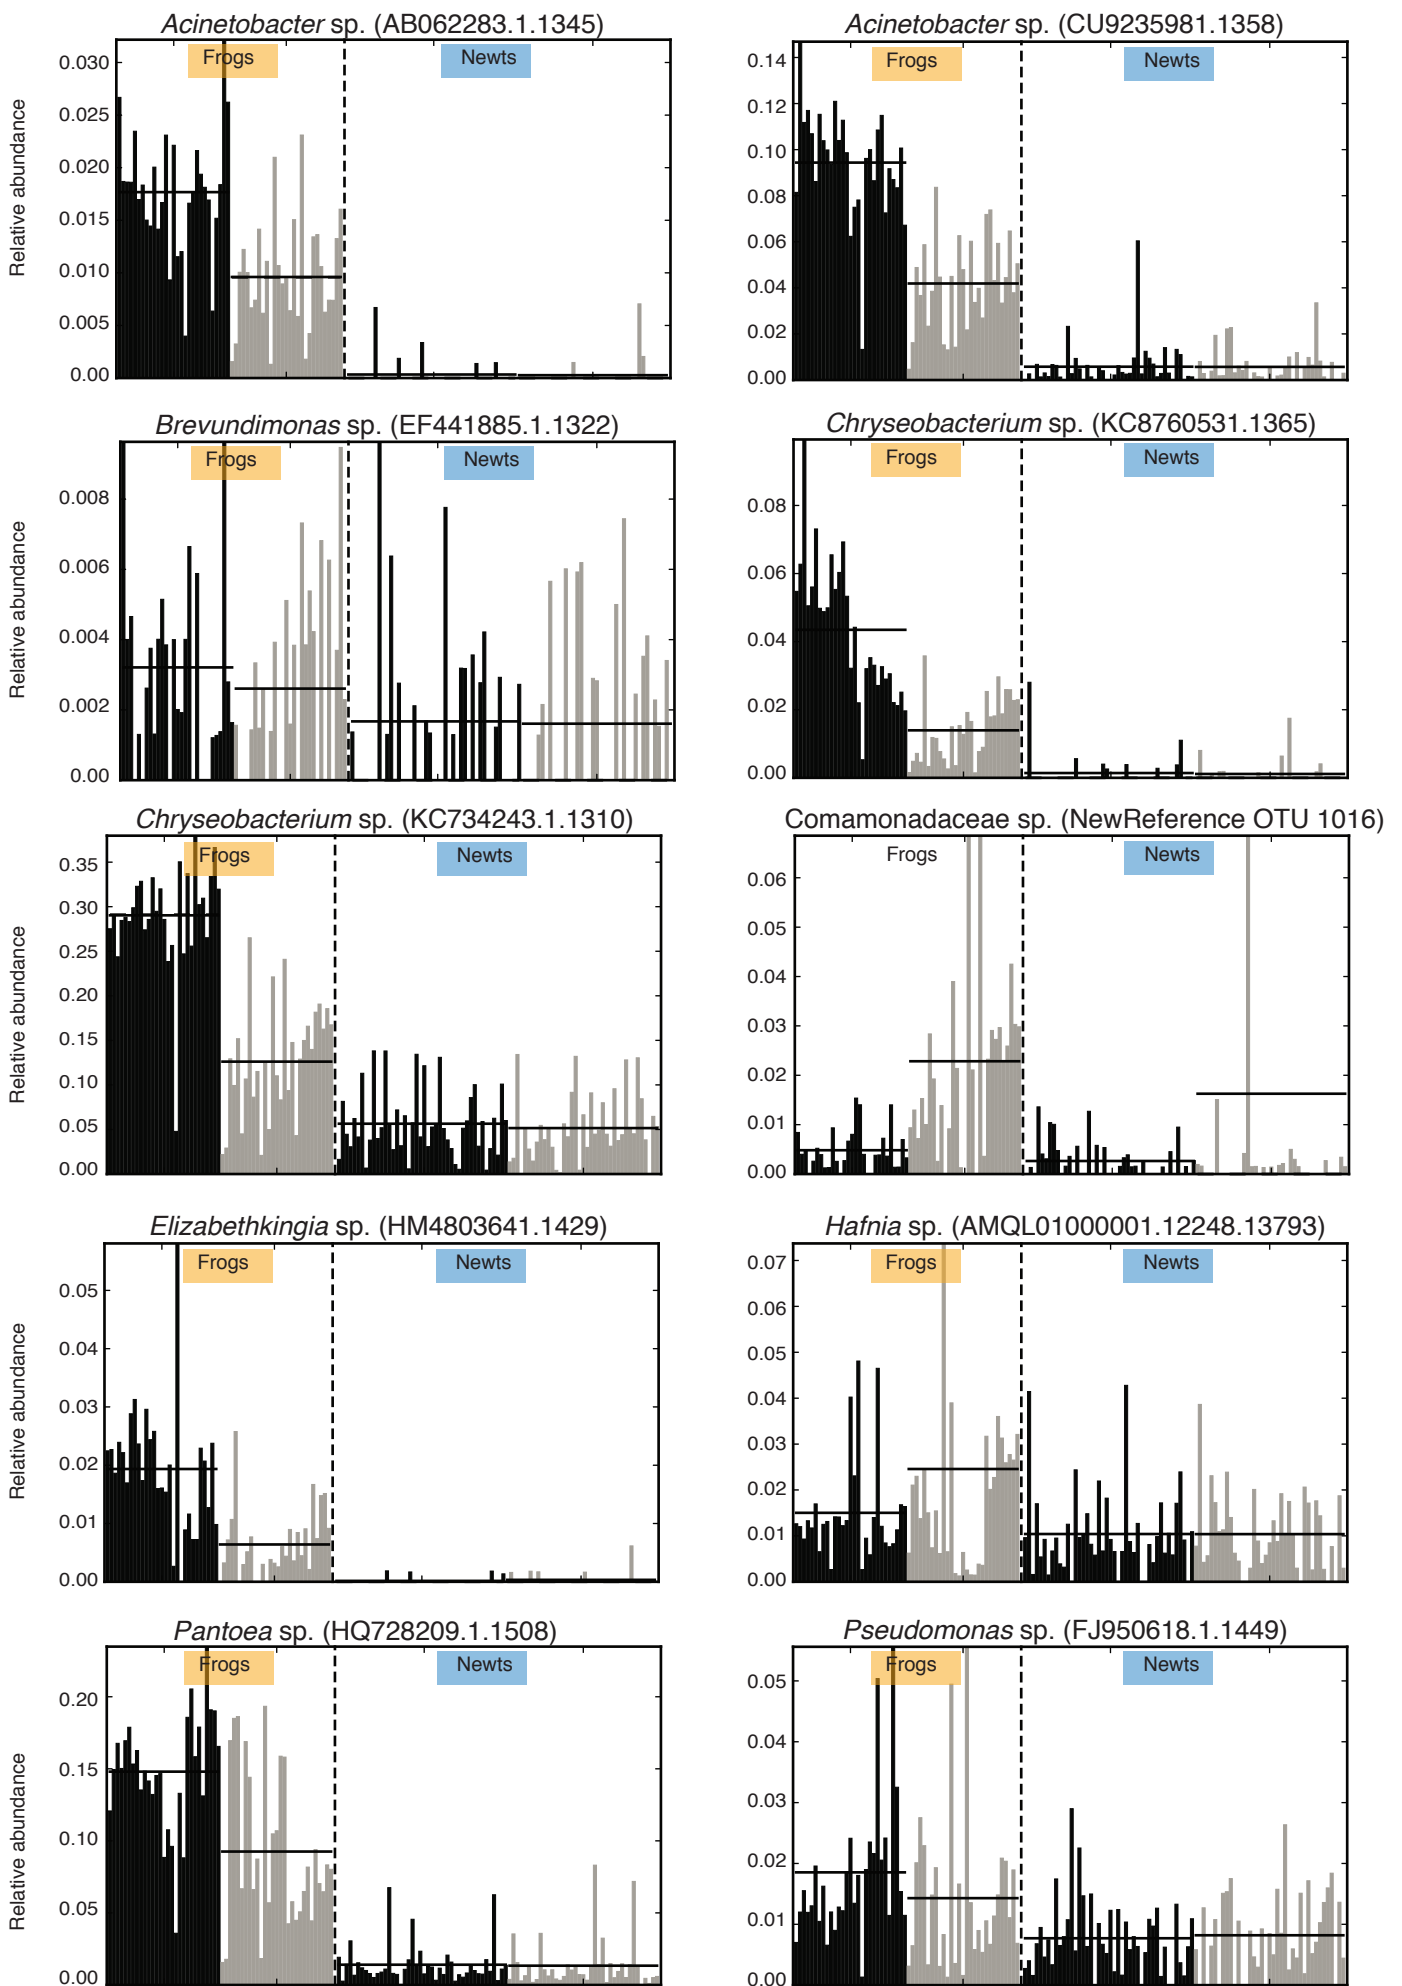 Acinetobacter sp. (AB062283.1.1345)
Frogs
Newts
Relative abundance
0.030
0.025
0.020
0.015
0.010
0.005
0.00
Acinetobacter sp. (CU9235981.1358)
Frogs
Newts
0.14
0.12
0.10
0.08
0.06
0.04
0.02
0.00
Brevundimonas sp. (EF441885.1.1322)
Frogs
Newts
Relative abundance
0.008
0.006
0.004
0.002
0.00
Chryseobacterium sp. (KC8760531.1365)
Frogs
Newts
0.08
0.06
0.04
0.02
0.00
Chryseobacterium sp. (KC734243.1.1310)
Frogs
Newts
Relative abundance
0.35
0.30
0.25
0.20
0.15
0.10
0.05
0.00
Comamonadaceae sp. (NewReference OTU 1016)
Frogs
Newts
0.06
0.05
0.04
0.03
0.02
0.01
0.00
Elizabethkingia sp. (HM4803641.1429)
Frogs
Newts
Relative abundance
0.05
0.04
0.03
0.02
0.01
0.00
Hafnia sp. (AMQL01000001.12248.13793)
Frogs
Newts
0.07
0.06
0.05
0.04
0.03
0.02
0.01
0.00
Pantoea sp. (HQ728209.1.1508)
Frogs
Newts
Relative abundance
0.20
0.15
0.10
0.05
0.00
Pseudomonas sp. (FJ950618.1.1449)
Frogs
Newts
0.05
0.04
0.03
0.02
0.01
0.00